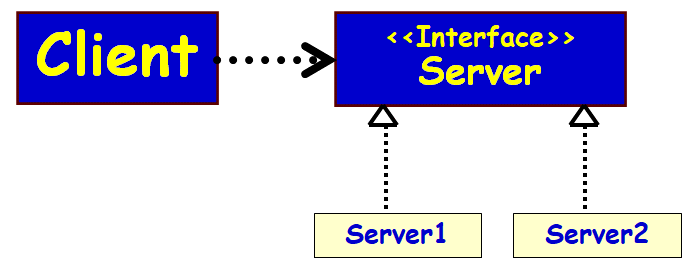 Client
<<Interface>>
Server
Server1
Server2